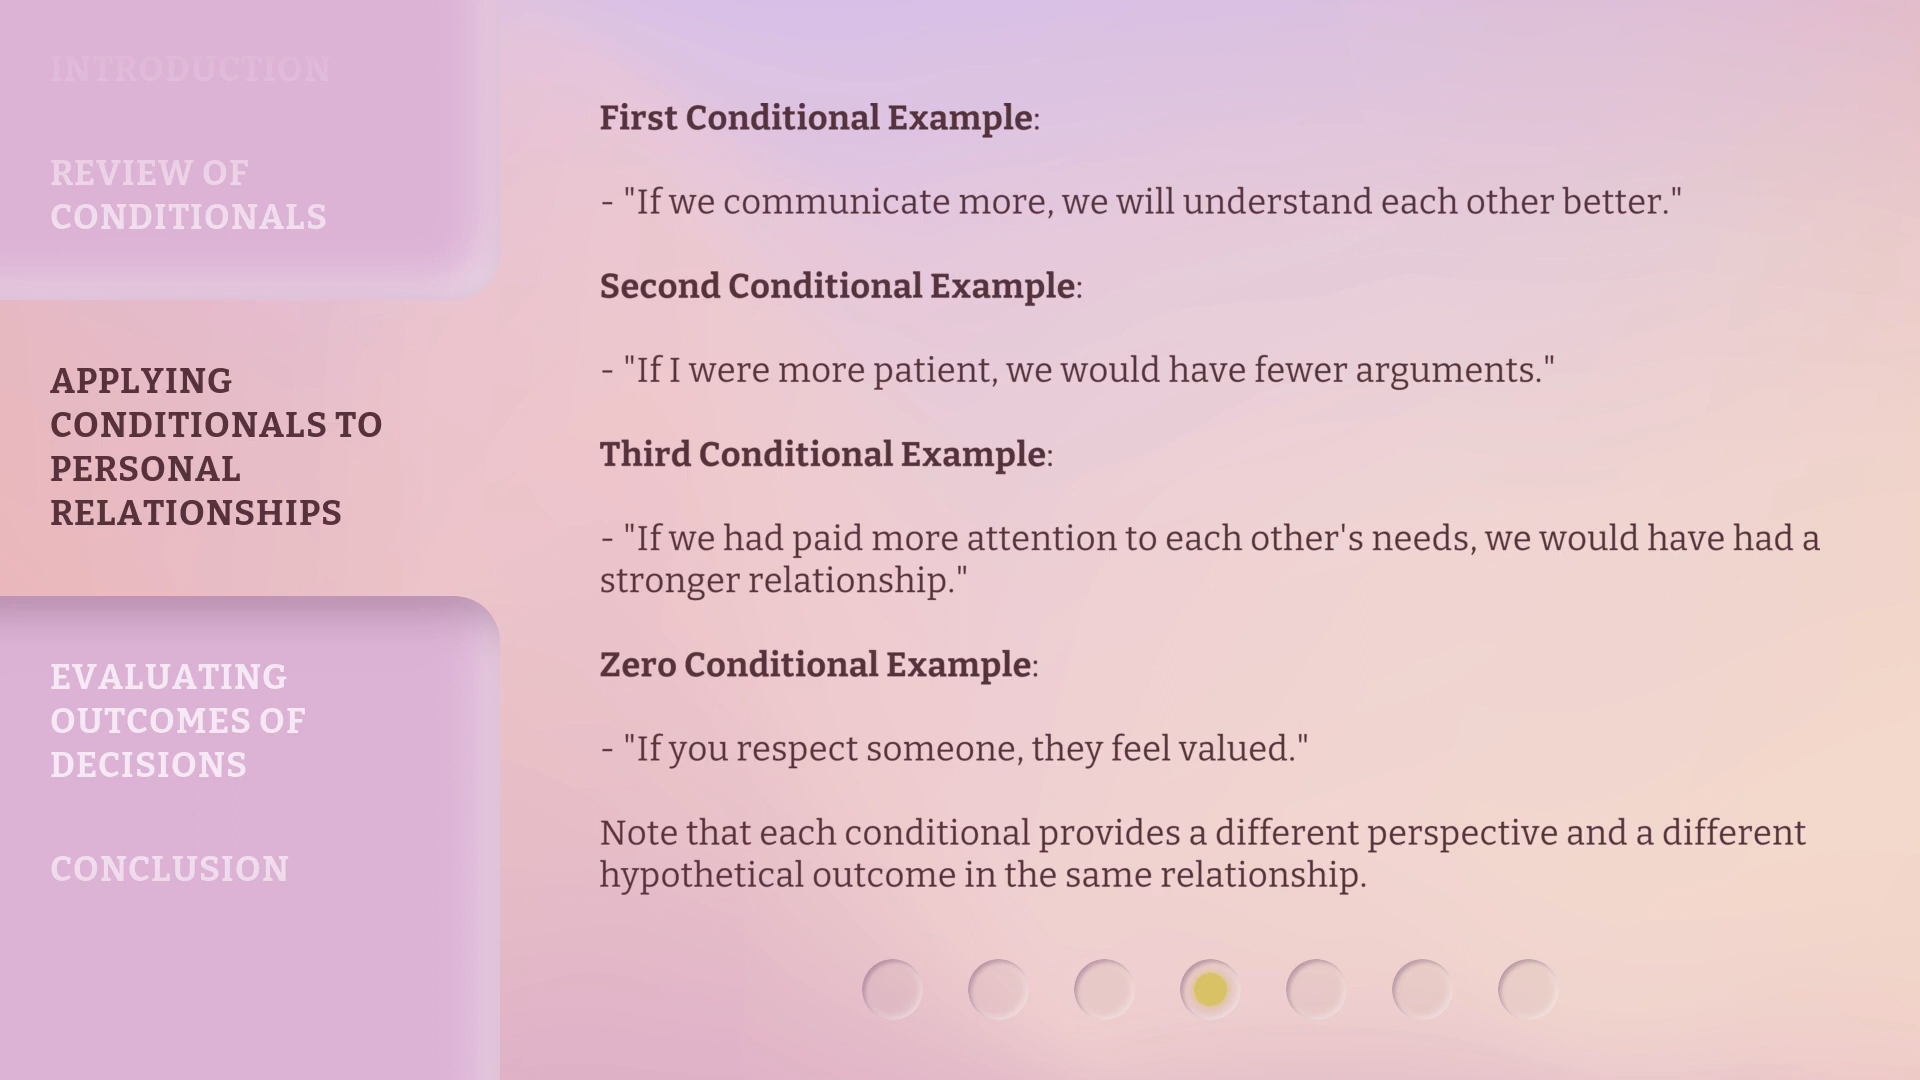 INTRODUCTION
REVIEW OF
CONDITIONALS
APPLYING
CONDITIONALS TO
PERSONAL
RELATIONSHIPS
EVALUATING
OUTCOMES OF
DECISIONS
CONCLUSION
First Conditional Example:
- "If we communicate more, we will understand each other better."
Second Conditional Example:
- "If I were more patient, we would have fewer arguments."
Third Conditional Example:
- "If we had paid more attention to each other's needs, we would have had a
stronger relationship."
Zero Conditional Example:
- "If you respect someone, they feel valued."
Note that each conditional provides a different perspective and a different
hypothetical outcome in the same relationship.